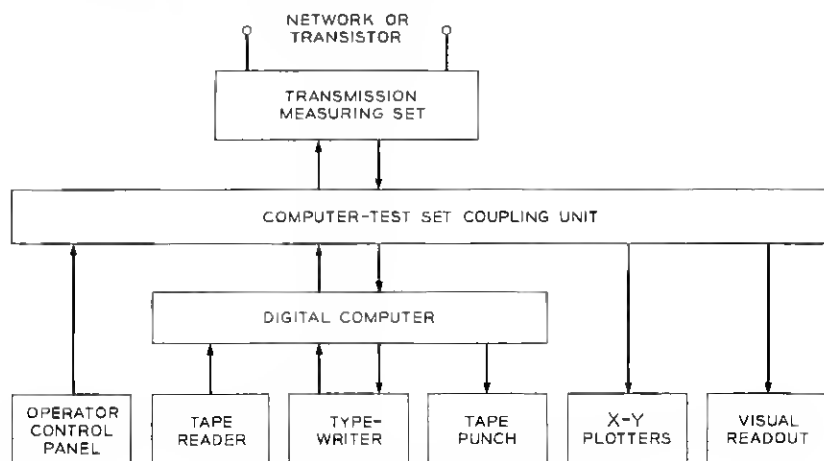 NETWORK OR
TRANSISTOR
TRANSMISSION
MEASURING SET
COMPUTER-TEST SET COUPLING UNIT
DIGITAL COMPUTER
OPERATOR
CONTROL
PANEL
TAPE
READER
TYPE-
WRITER
TAPE
PUNCH
X-Y
PLOTTERS
VISUAL
READOUT